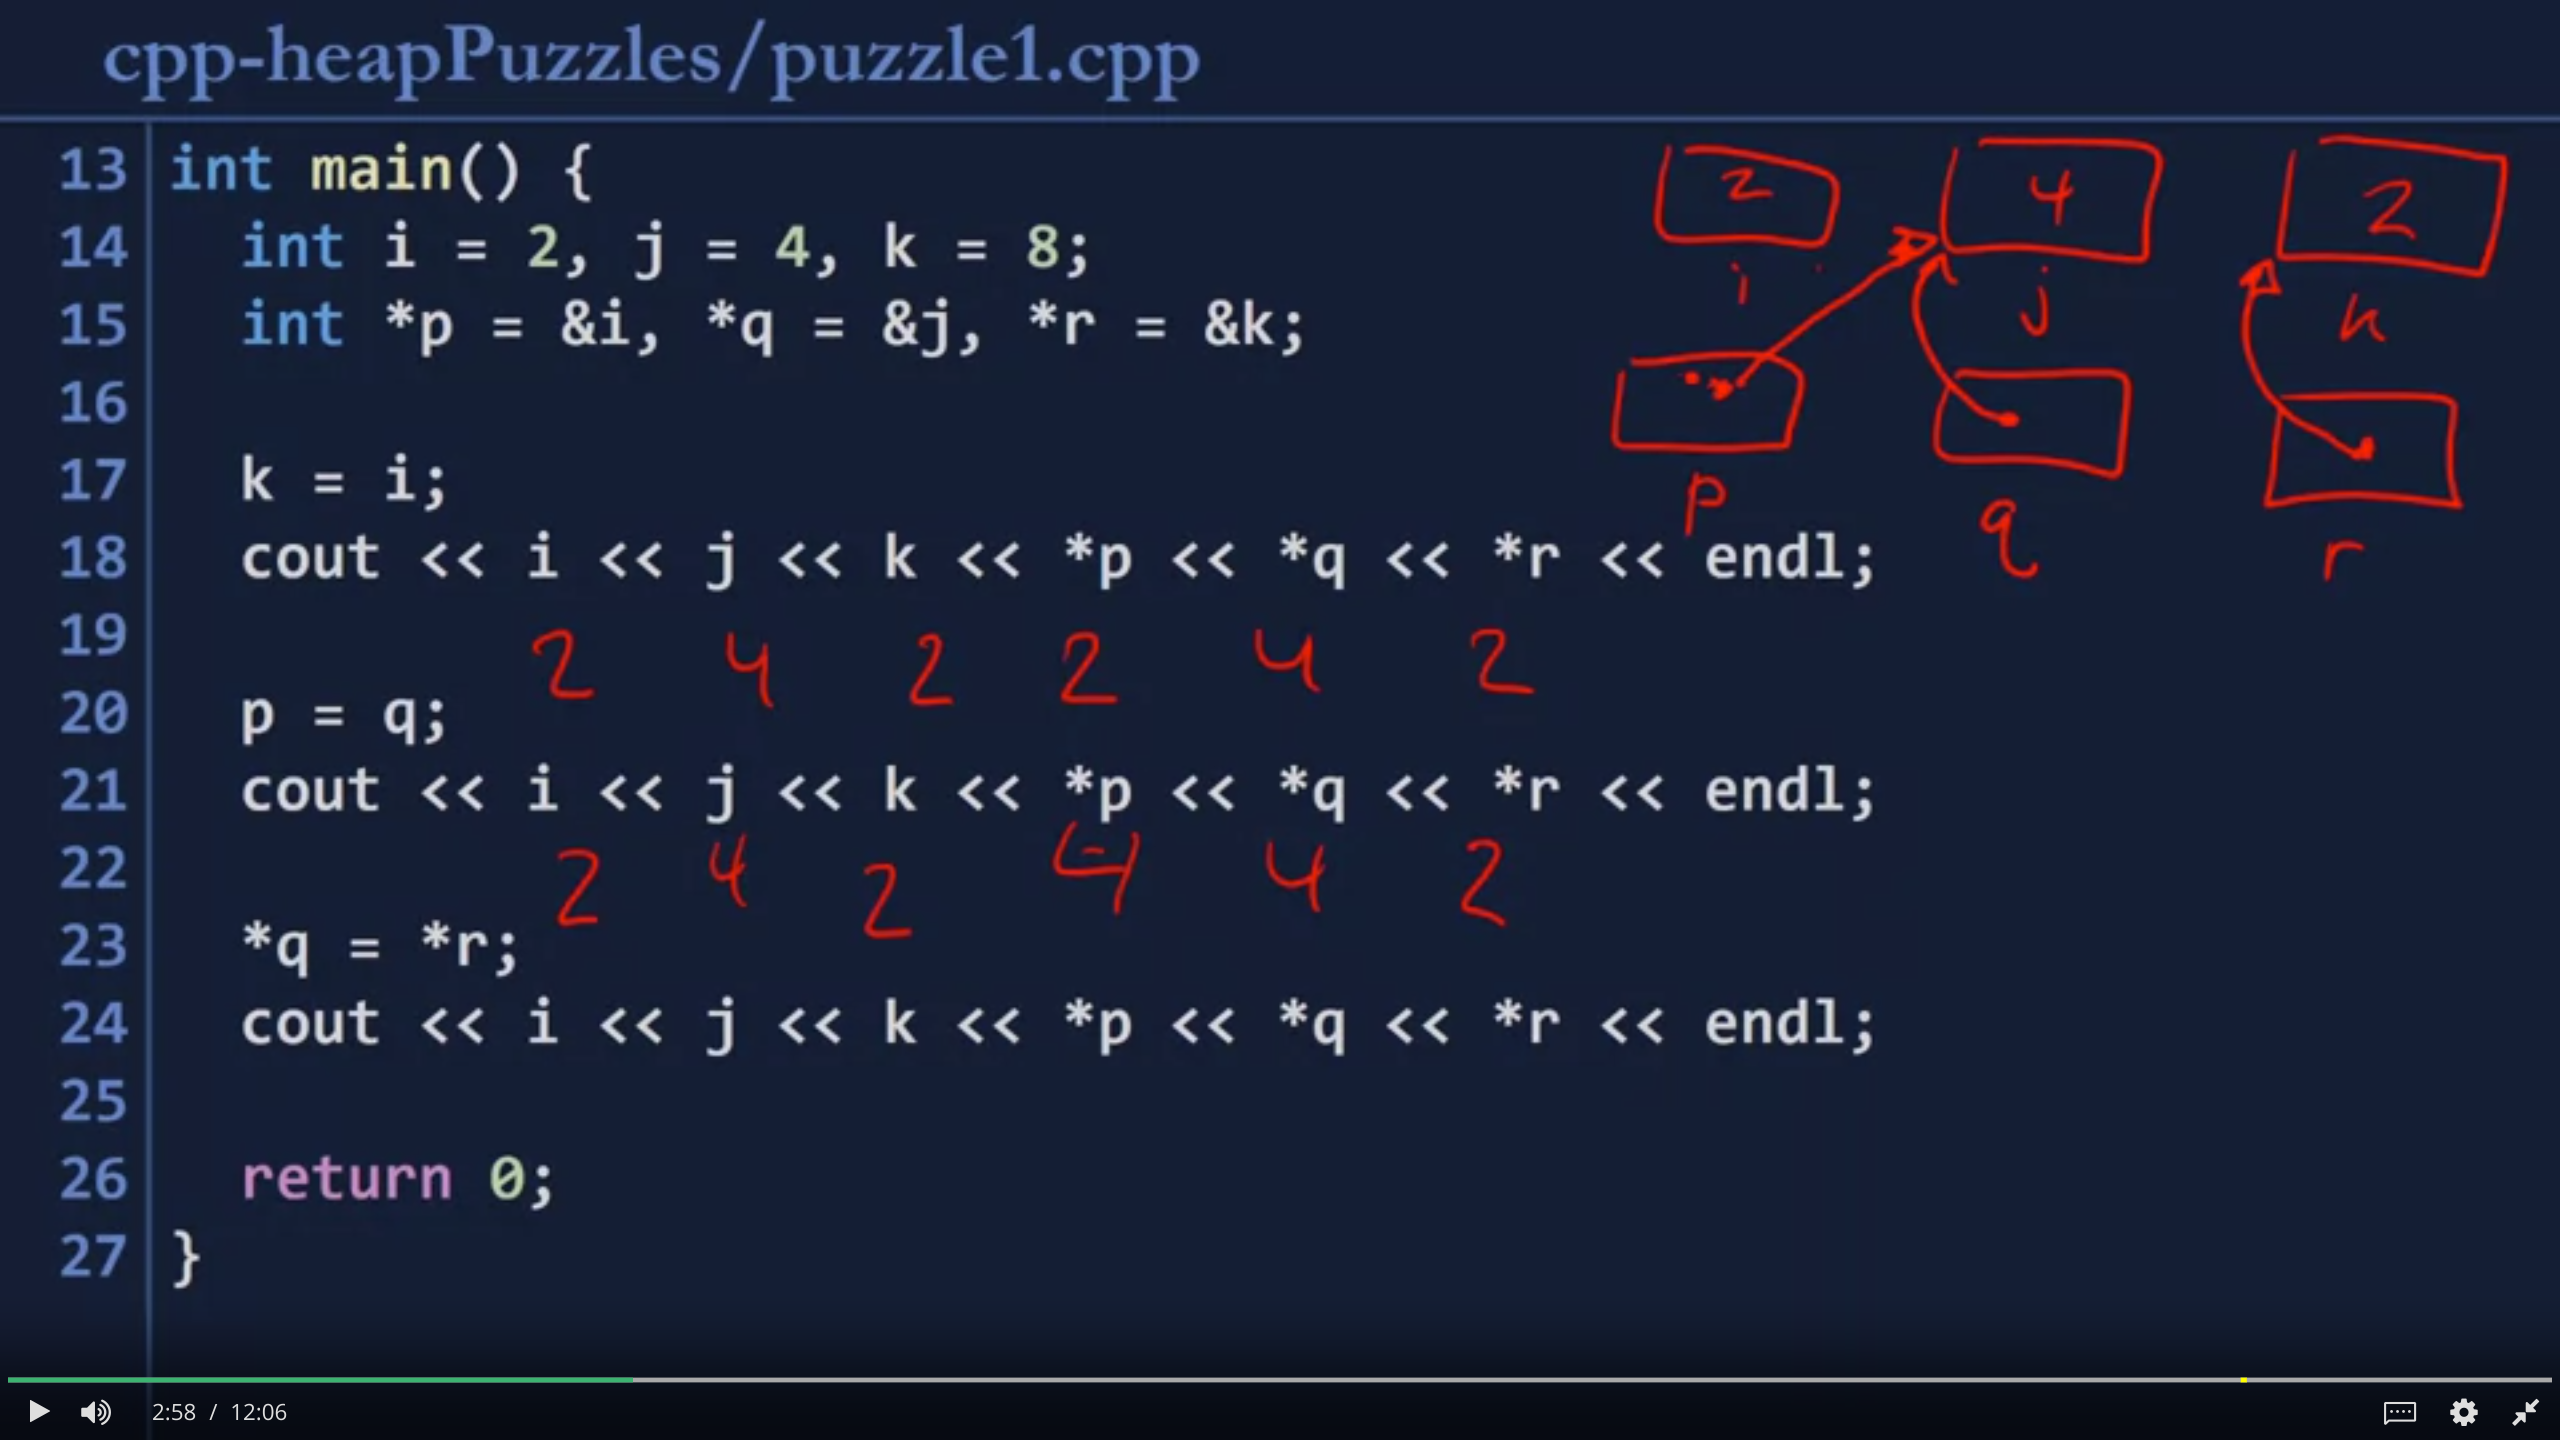 cpp-heapPuzzles/puzzle1.cpp
2 4 2
i j k
13 int main() {
14 int i = 2, j = 4, k = 8;
15 int *p = &i, *q = &j, *r = &k;
16
17 k = i;
p q r
18 cout << i << j << k << *p << *q << *r << endl;
19
2 4 2 2 4 2
20 p = q;
21 cout << i << j << k << *p << *q << *r << endl;
22
2 4 2 4 4 2
23 *q = *r;
24 cout << i << j << k << *p << *q << *r << endl;
25
26 return 0;
27 }
2:58 / 12:06